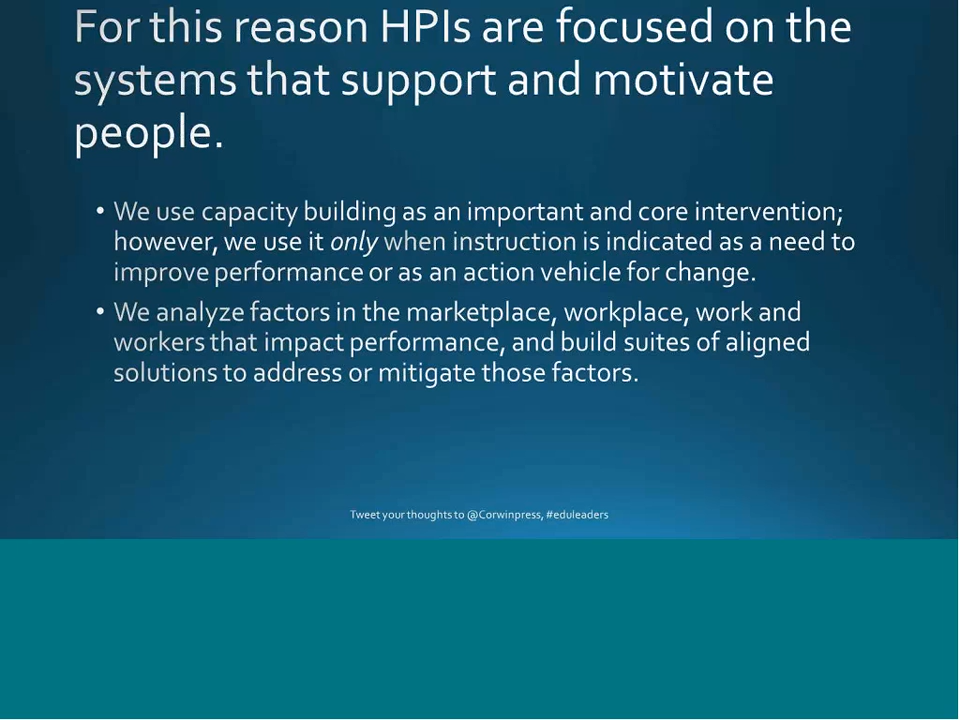 For this reason HPIs are focused on the
systems that support and motivate
people.
• We use capacity building as an important and core intervention;
however, we use it only when instruction is indicated as a need to
improve performance or as an action vehicle for change.
• We analyze factors in the marketplace, workplace, work and
workers that impact performance, and build suites of aligned
solutions to address or mitigate those factors.
Tweet your thoughts to @Corwinpress, #eduleaders